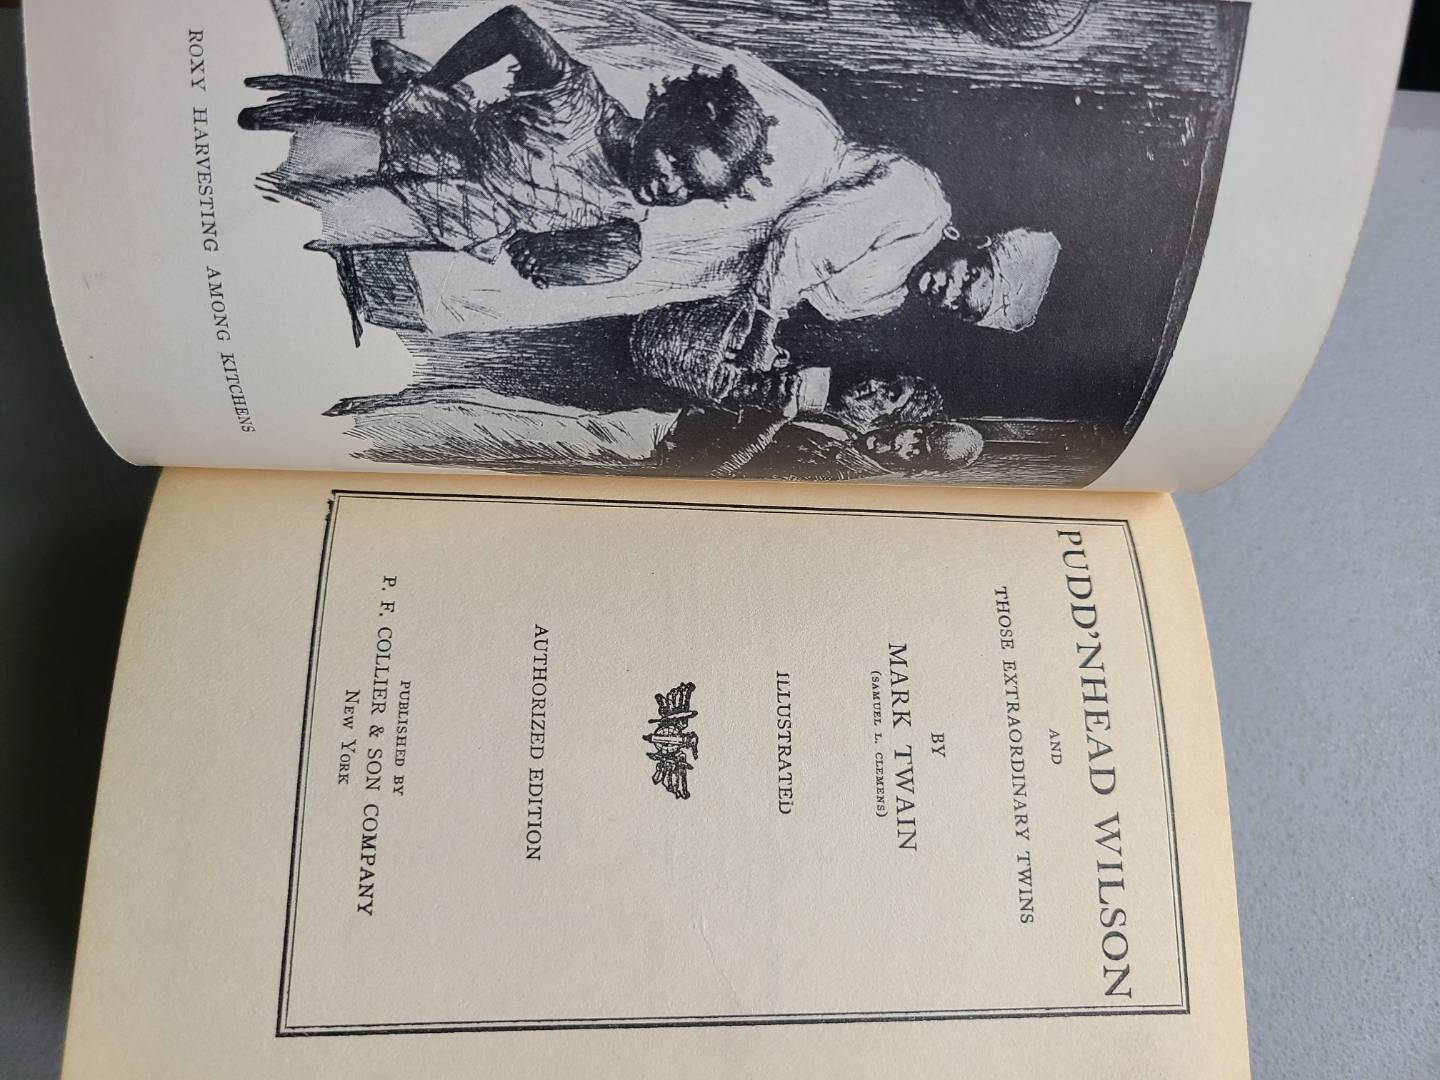 ROXY HARVESTING AMONG KITCHENS
PUDD'NHEAD WILSON
AND
THOSE EXTRAORDINARY TWINS
BY
MARK TWAIN
(SAMUEL L. CLEMENS)
ILLUSTRATED
AUTHORIZED EDITION
PUBLISHED BY
P. F. COLLIER & SON COMPANY
NEW YORK